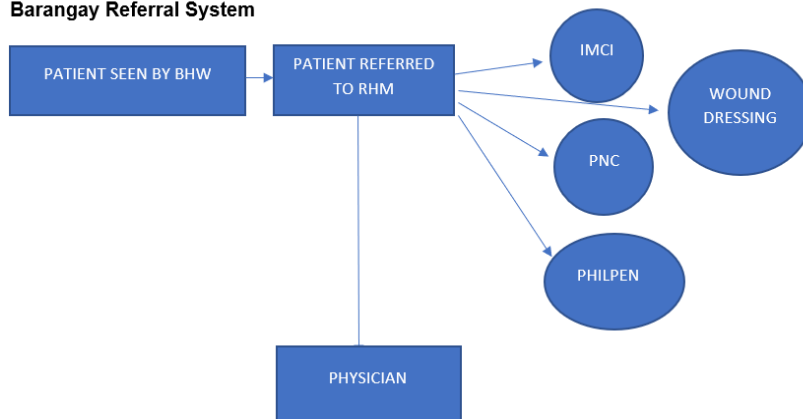 Barangay Referral System
PATIENT SEEN BY BHW
PATIENT REFERRED
TO RHM
IMCI
WOUND
DRESSING
PNC
PHILPEN
PHYSICIAN